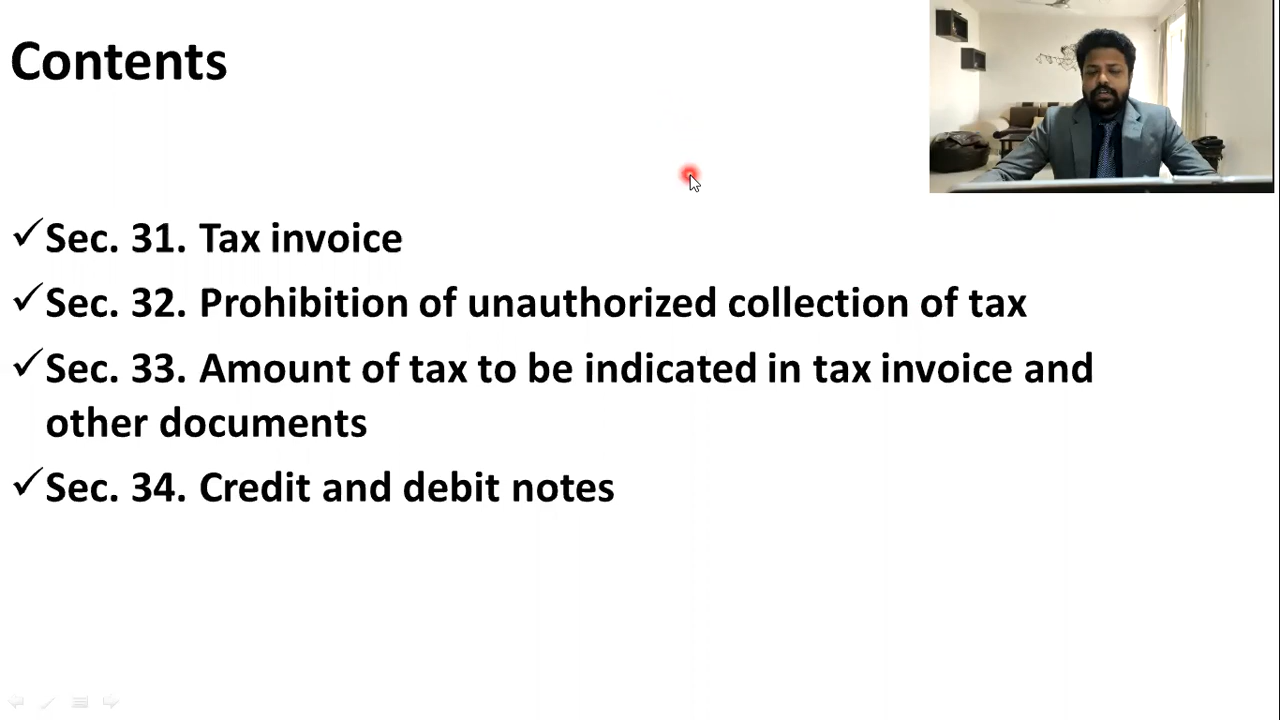 Contents
✓Sec. 31. Tax invoice
✓Sec. 32. Prohibition of unauthorized collection of tax
✓Sec. 33. Amount of tax to be indicated in tax invoice and
other documents
✓Sec. 34. Credit and debit notes